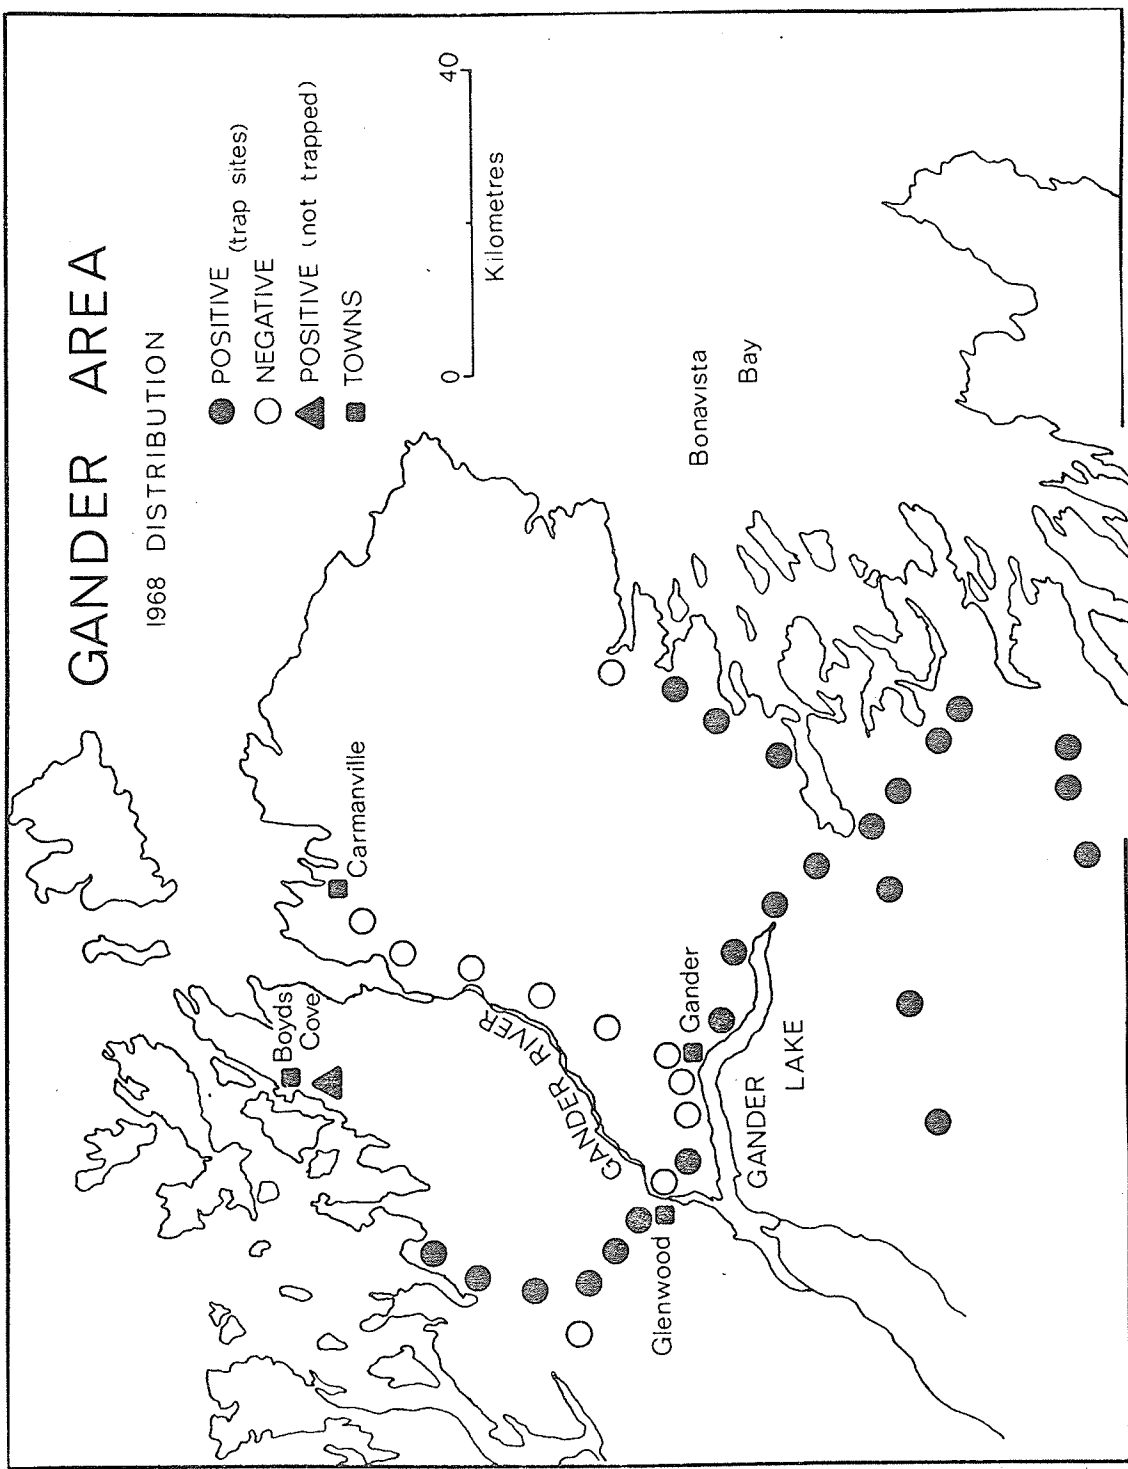 GANDER AREA
1968 DISTRIBUTION
POSITIVE (trap sites)
NEGATIVE
POSITIVE (not trapped)
TOWNS
0 40
Kilometres
Boyds
Cove
Carmanville
GANDER RIVER
Bonavista
Bay
Glenwood
Gander
GANDER
LAKE